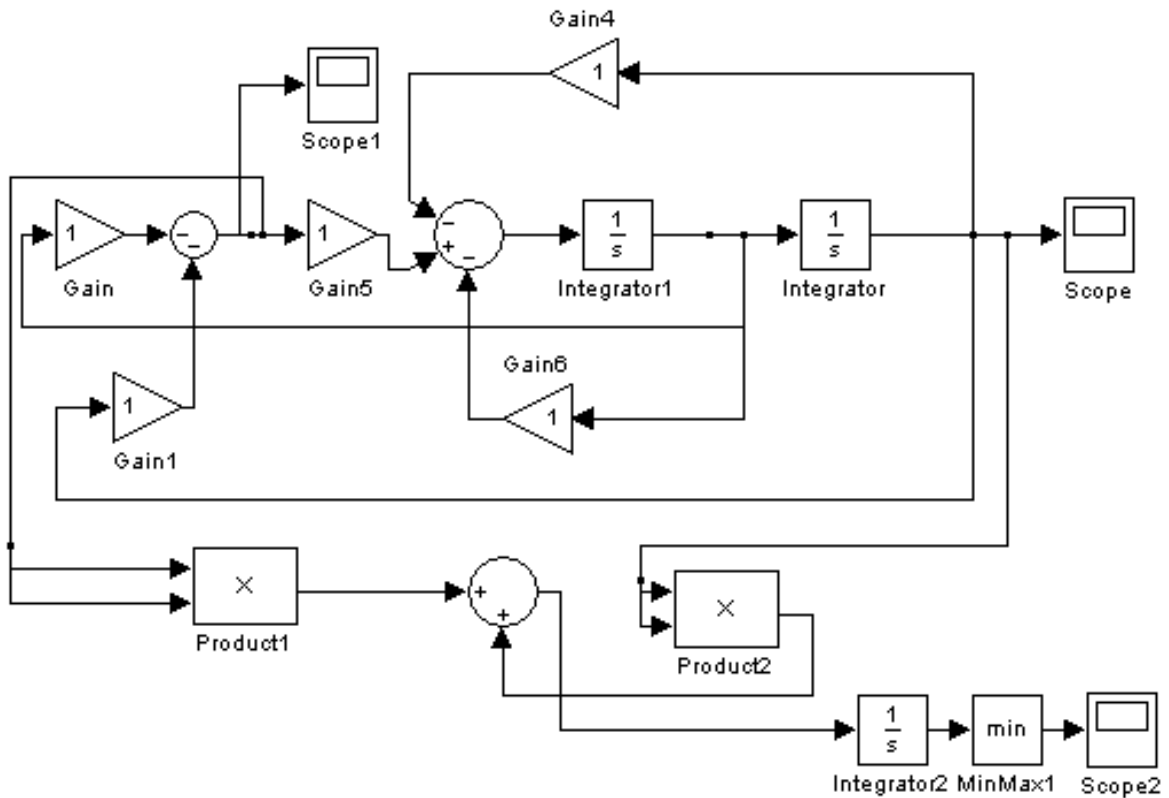 Gain4
1
Scope1
1
Gain
−
−
1
Gain5
−
+
−
1
s
Integrator1
1
s
Integrator
Scope
1
Gain1
Gain6
1
×
Product1
+
+
×
Product2
1
s
Integrator2
min
MinMax1
Scope2